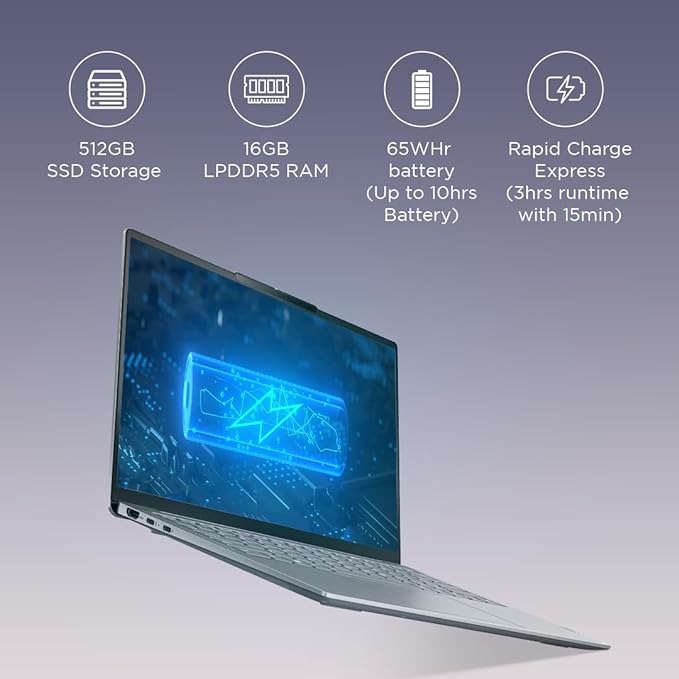 512GB
SSD Storage
16GB
LPDDR5 RAM
65WHr
battery
(Up to 10hrs
Battery)
Rapid Charge
Express
(3hrs runtime
with 15min)